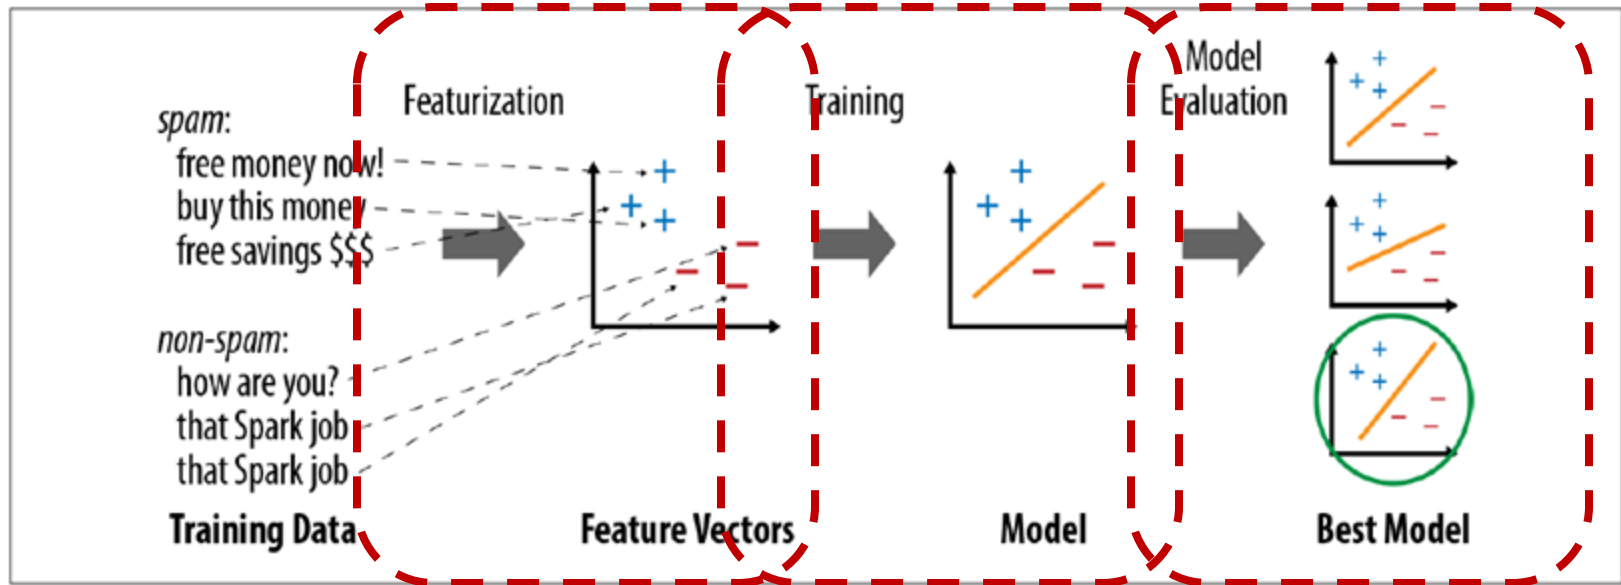 spam:
free money now!
buy this money
free savings $$$
non-spam:
how are you?
that Spark job
that Spark job
Training Data
Featurization
Feature Vectors
Training
Model
Model
Evaluation
Best Model